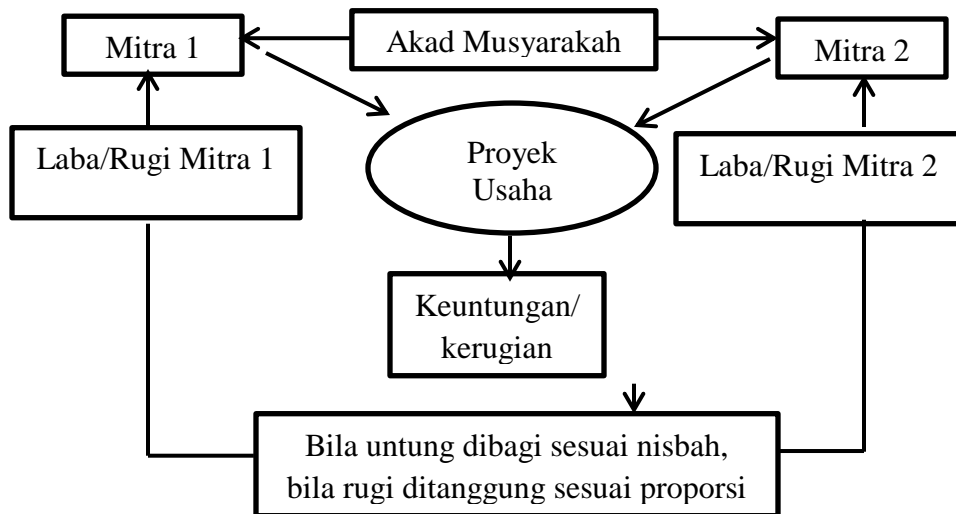 Mitra 1
Akad Musyarakah
Mitra 2
Laba/Rugi Mitra 1
Proyek
Usaha
Laba/Rugi Mitra 2
Keuntungan/
kerugian
Bila untung dibagi sesuai nisbah,
bila rugi ditanggung sesuai proporsi